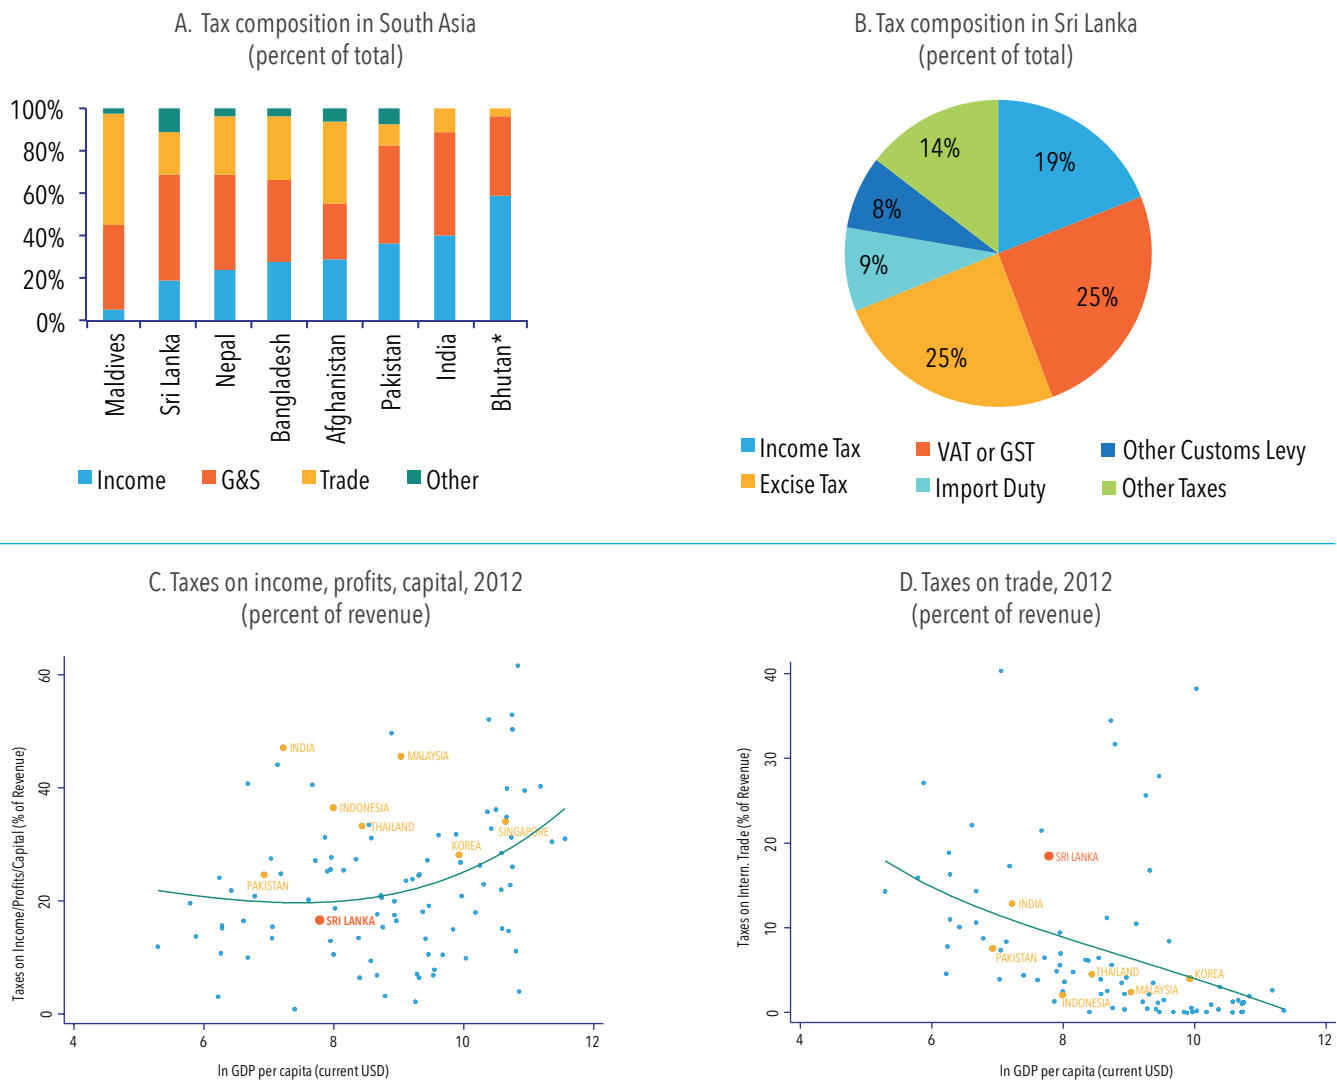 A. Tax composition in South Asia
(percent of total)
100%
80%
60%
40%
20%
0%
Maldives
Sri Lanka
Nepal
Bangladesh
Afghanistan
Pakistan
India
Bhutan*
Income
G&S
Trade
Other
B. Tax composition in Sri Lanka
(percent of total)
19%
25%
25%
9%
8%
14%
Income Tax
VAT or GST
Other Customs Levy
Excise Tax
Import Duty
Other Taxes
C. Taxes on income, profits, capital, 2012
(percent of revenue)
Taxes on Income/Profits/Capital (% of Revenue)
60
40
20
0
INDIA
MALAYSIA
INDONESIA
THAILAND
SINGAPORE
KOREA
PAKISTAN
SRI LANKA
4
6
8
10
12
ln GDP per capita (current USD)
D. Taxes on trade, 2012
(percent of revenue)
Taxes on Intern. Trade (% of Revenue)
40
30
20
10
0
SRI LANKA
INDIA
PAKISTAN
THAILAND
KOREA
MALAYSIA
INDONESIA
4
6
8
10
12
ln GDP per capita (current USD)